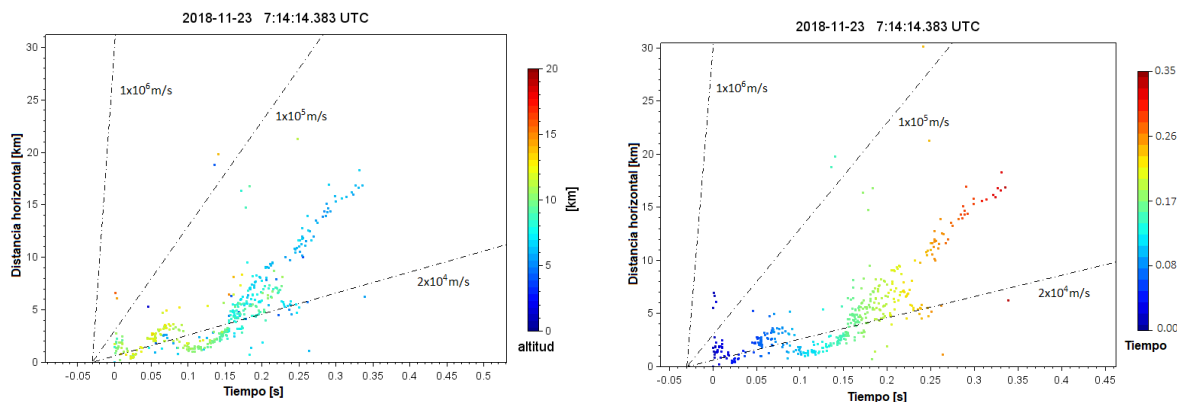 2018-11-23 7:14:14.383 UTC
Distancia horizontal [km]
30
25
20
15
10
5
0
1x10⁶m/s
1x10⁵m/s
2x10⁴m/s
-0.05 0 0.05 0.1 0.15 0.2 0.25 0.3 0.35 0.4 0.45 0.5
Tiempo [s]
20
15
10
5
0
[km]
altitud
2018-11-23 7:14:14.383 UTC
Distancia horizontal [km]
30
25
20
15
10
5
0
1x10⁶m/s
1x10⁵m/s
2x10⁴m/s
-0.05 0 0.05 0.1 0.15 0.2 0.25 0.3 0.35 0.4 0.45
Tiempo [s]
0.35
0.26
0.17
0.08
0.00
Tiempo